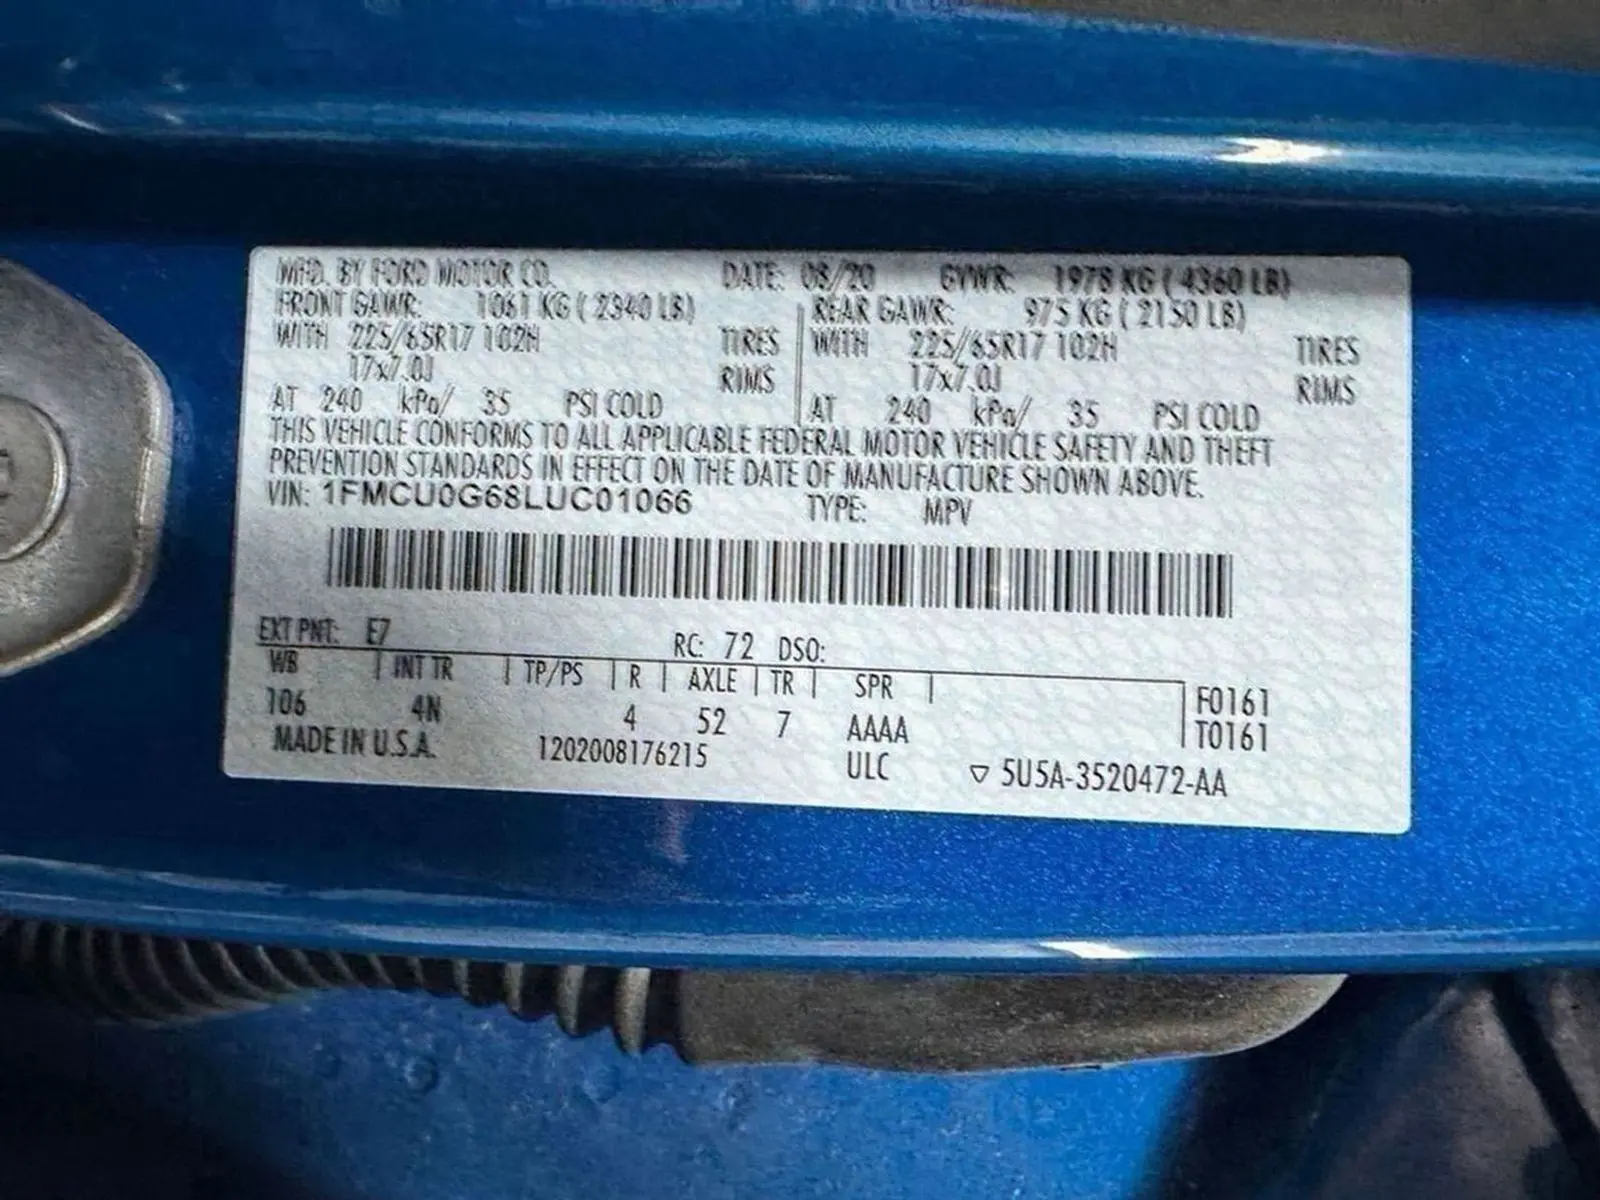 MFD. BY FORD MOTOR CO. DATE: 08/20 GVWR: 1978 KG ( 4360 LB)
FRONT GAWR: 1061 KG ( 2340 LB) REAR GAWR: 975 KG ( 2150 LB)
WITH 225/65R17 102H TIRES WITH 225/65R17 102H TIRES
17x7.0J RIMS 17x7.0J RIMS
AT 240 kPa/ 35 PSI COLD AT 240 kPa/ 35 PSI COLD
THIS VEHICLE CONFORMS TO ALL APPLICABLE FEDERAL MOTOR VEHICLE SAFETY AND THEFT
PREVENTION STANDARDS IN EFFECT ON THE DATE OF MANUFACTURE SHOWN ABOVE.
VIN: 1FMCU0G68LUC01066 TYPE: MPV
EXT PNT: E7 RC: 72 DSO:
WB INT TR TP/PS R AXLE TR SPR F0161
106 4N 4 52 7 AAAA T0161
MADE IN U.S.A. 1202008176215 ULC ▽ 5U5A-3520472-AA